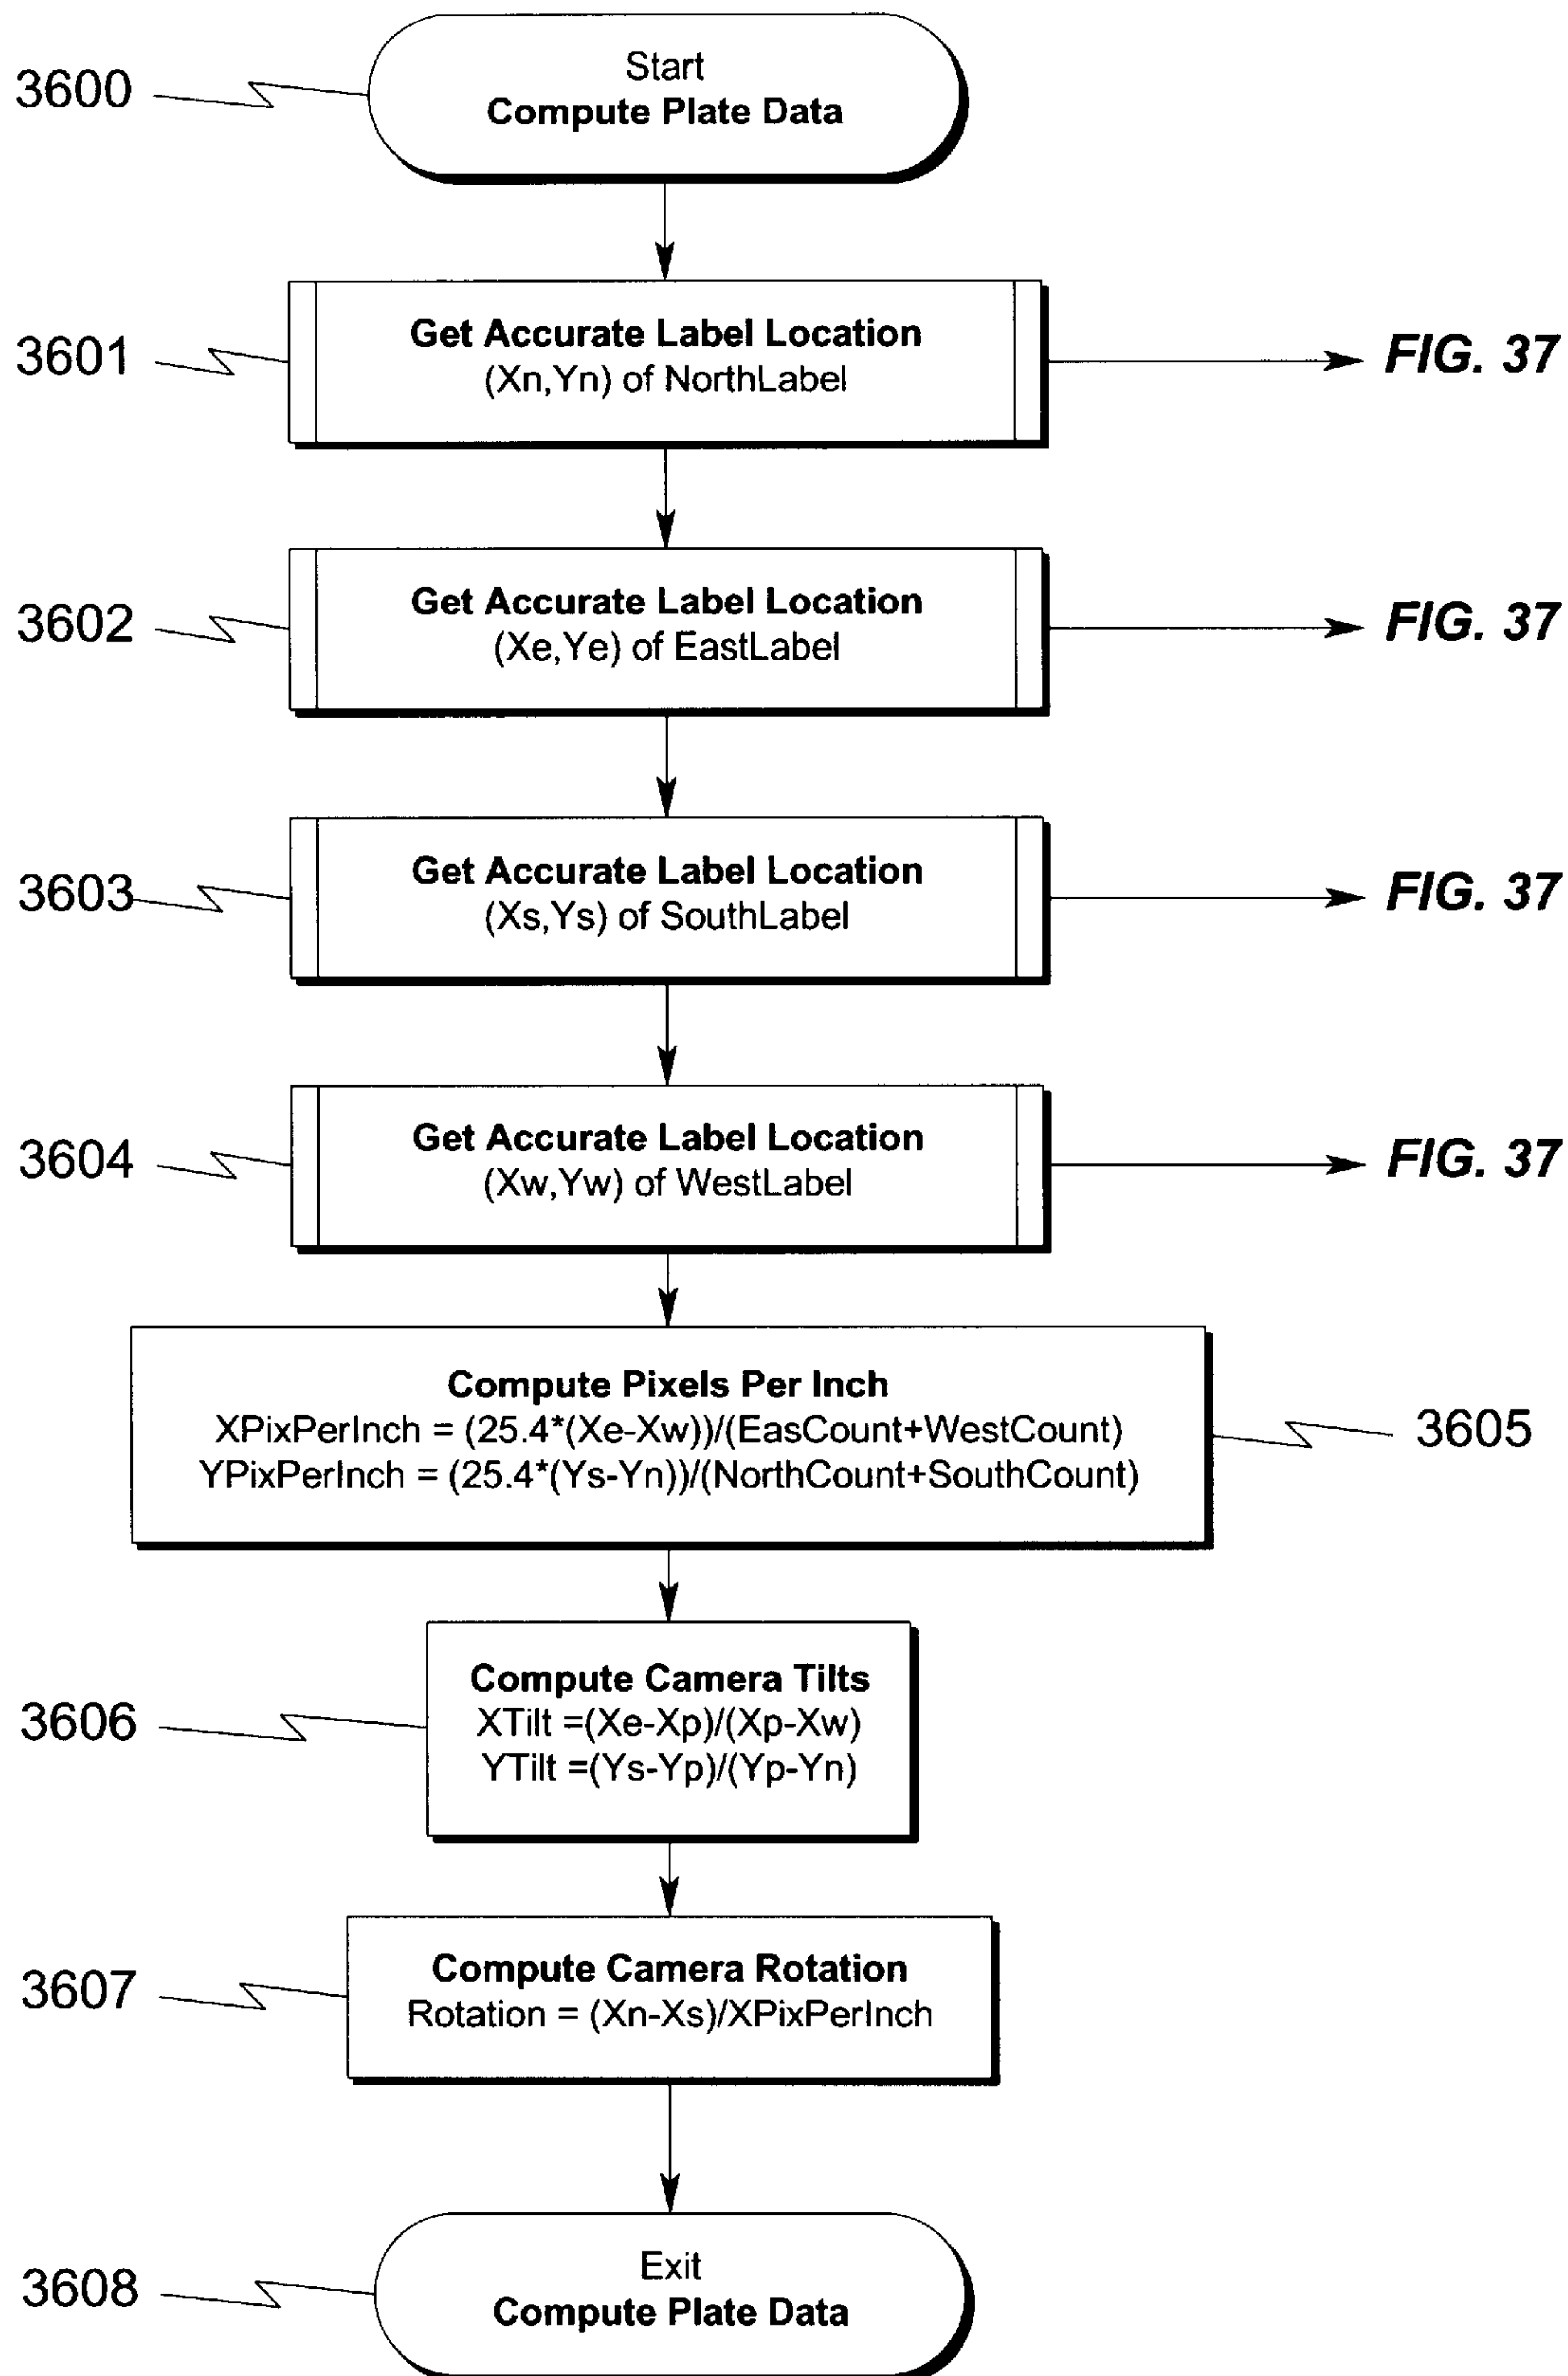 3600
Start
Compute Plate Data
3601
Get Accurate Label Location
(Xn,Yn) of NorthLabel
FIG. 37
3602
Get Accurate Label Location
(Xe,Ye) of EastLabel
FIG. 37
3603
Get Accurate Label Location
(Xs,Ys) of SouthLabel
FIG. 37
3604
Get Accurate Label Location
(Xw,Yw) of WestLabel
FIG. 37
Compute Pixels Per Inch
XPixPerInch = (25.4*(Xe-Xw))/(EasCount+WestCount)
YPixPerInch = (25.4*(Ys-Yn))/(NorthCount+SouthCount)
3605
3606
Compute Camera Tilts
XTilt =(Xe-Xp)/(Xp-Xw)
YTilt =(Ys-Yp)/(Yp-Yn)
3607
Compute Camera Rotation
Rotation = (Xn-Xs)/XPixPerInch
3608
Exit
Compute Plate Data